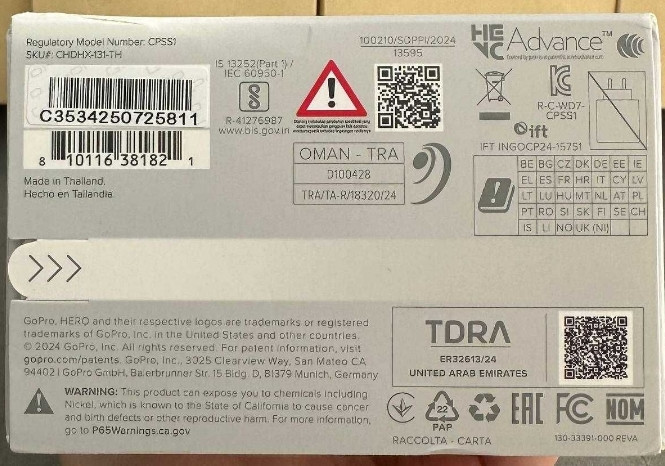 Regulatory Model Number: CPSS1
SKU#: CHDHX-131-TH
C3534250725811
8 10116 38182 1
Made in Thailand.
Hecho en Tailandia.
IS 13252(Part 1)/
IEC 60950-1
R-41276987
www.bis.gov.in
100210/SDPPI/2024
13595
OMAN - TRA
D100428
TRA/TA-R/18320/24
HEVC Advance™
R-C-WD7-
CPSS1
ift
IFT INGOCP24-15751
BE BG CZ DK DE EE IE
EL ES FR HR IT CY LV
LT LU HU MT NL AT PL
PT RO SI SK FI SE CH
IS LI NO UK (NI)
GoPro, HERO and their respective logos are trademarks or registered
trademarks of GoPro, Inc. in the United States and other countries.
© 2024 GoPro, Inc. All rights reserved. For patent information, visit
gopro.com/patents. GoPro, Inc., 3025 Clearview Way, San Mateo CA
94402 | GoPro GmbH, Baierbrunner Str. 15 Bldg. D, 81379 Munich, Germany
WARNING: This product can expose you to chemicals including
Nickel, which is known to the State of California to cause cancer
and birth defects or other reproductive harm. For more information,
go to P65Warnings.ca.gov
TDRA
ER32613/24
UNITED ARAB EMIRATES
22
PAP
EAC FC NOM
RACCOLTA - CARTA
130-33391-000 REVA